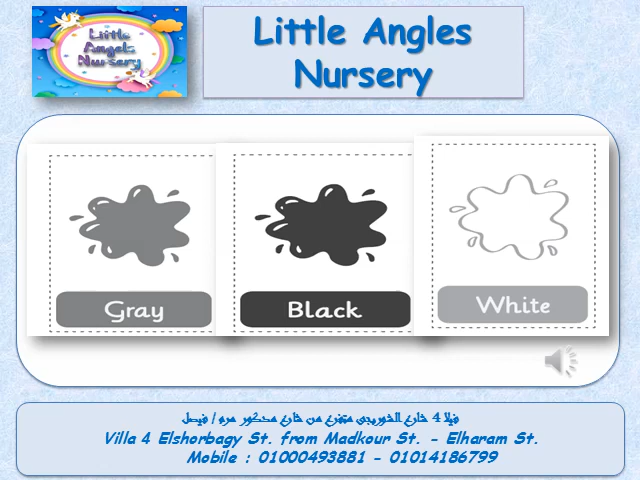 Little
Angels
Nursery
Little Angles
Nursery
Gray
Black
White
فيلا 4 شارع الشوربجى متفرع من شارع مدكور هرم / فيصل
Villa 4 Elshorbagy St. from Madkour St. - Elharam St.
Mobile : 01000493881 - 01014186799